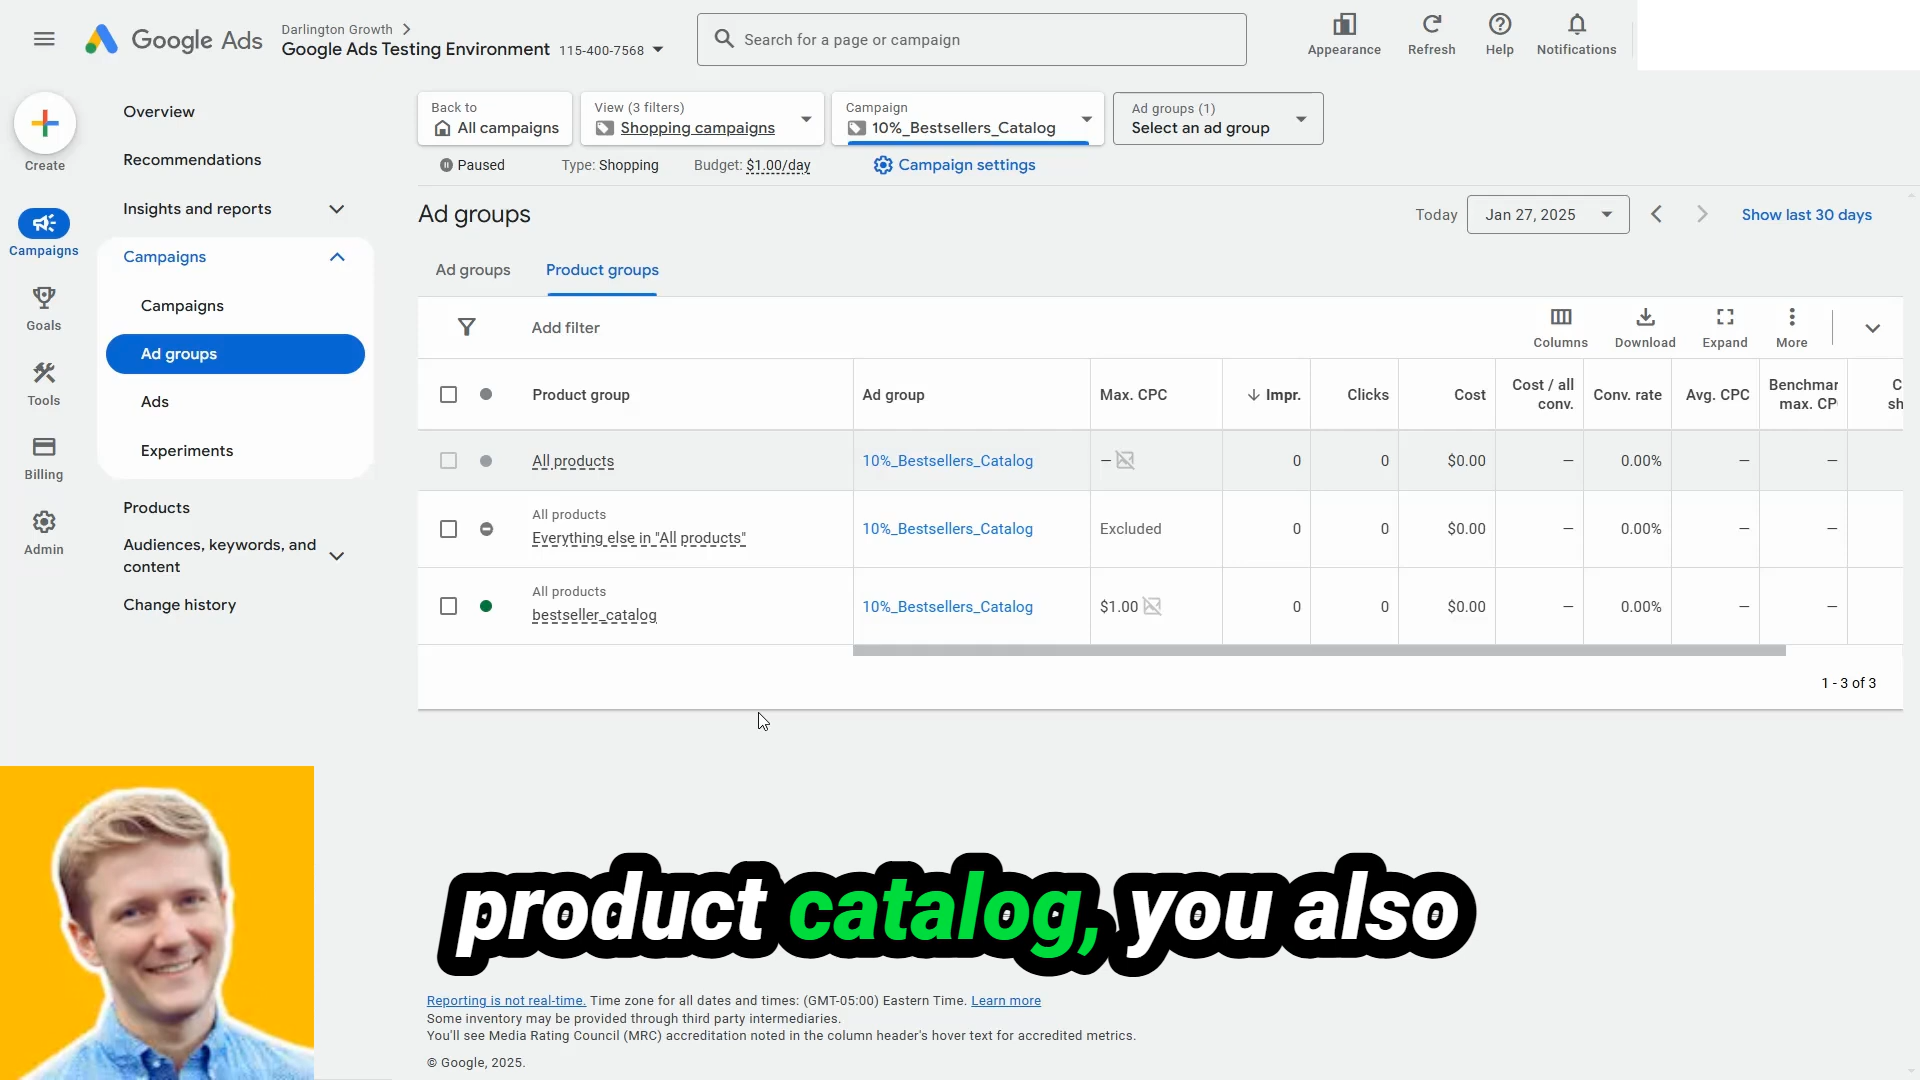 Google Ads
Darlington Growth
Google Ads Testing Environment 115-400-7568
Search for a page or campaign
Appearance
Refresh
Help
Notifications
Create
Campaigns
Goals
Tools
Billing
Admin
Overview
Recommendations
Insights and reports
Campaigns
Campaigns
Ad groups
Ads
Experiments
Products
Audiences, keywords, and
content
Change history
Back to
All campaigns
View (3 filters)
Shopping campaigns
Campaign
10%_Bestsellers_Catalog
Ad groups (1)
Select an ad group
Paused
Type: Shopping
Budget: $1.00/day
Campaign settings
Ad groups
Today
Jan 27, 2025
Show last 30 days
Ad groups
Product groups
Add filter
Columns
Download
Expand
More
Product group
Ad group
Max. CPC
Impr.
Clicks
Cost
Cost / all
conv.
Conv. rate
Avg. CPC
Benchmar
max. CP
C
sh
All products
10%_Bestsellers_Catalog
—
0
0
$0.00
—
0.00%
—
—
All products
Everything else in "All products"
10%_Bestsellers_Catalog
Excluded
0
0
$0.00
—
0.00%
—
—
All products
bestseller_catalog
10%_Bestsellers_Catalog
$1.00
0
0
$0.00
—
0.00%
—
—
1 - 3 of 3
product catalog, you also
Reporting is not real-time. Time zone for all dates and times: (GMT-05:00) Eastern Time. Learn more
Some inventory may be provided through third party intermediaries.
You'll see Media Rating Council (MRC) accreditation noted in the column header's hover text for accredited metrics.
© Google, 2025.